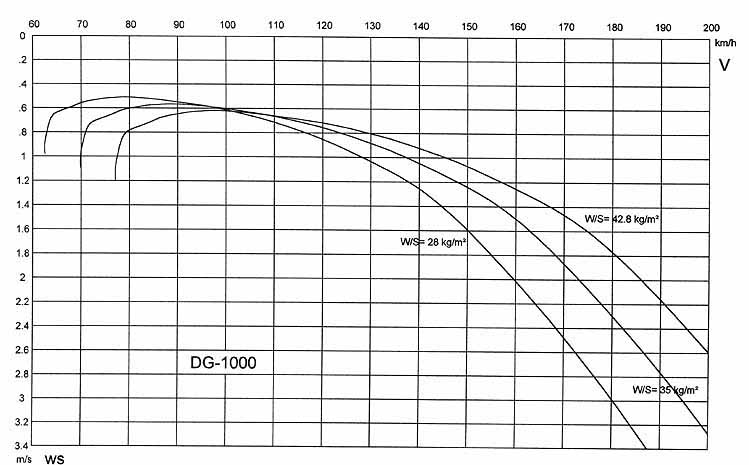 60 70 80 90 100 110 120 130 140 150 160 170 180 190 200
km/h
V
0
.2
.4
.6
.8
1
1.2
1.4
1.6
1.8
2
2.2
2.4
2.6
2.8
3
3.2
3.4
W/S= 42.8 kg/m²
W/S= 28 kg/m²
DG-1000
W/S= 35 kg/m²
m/s WS